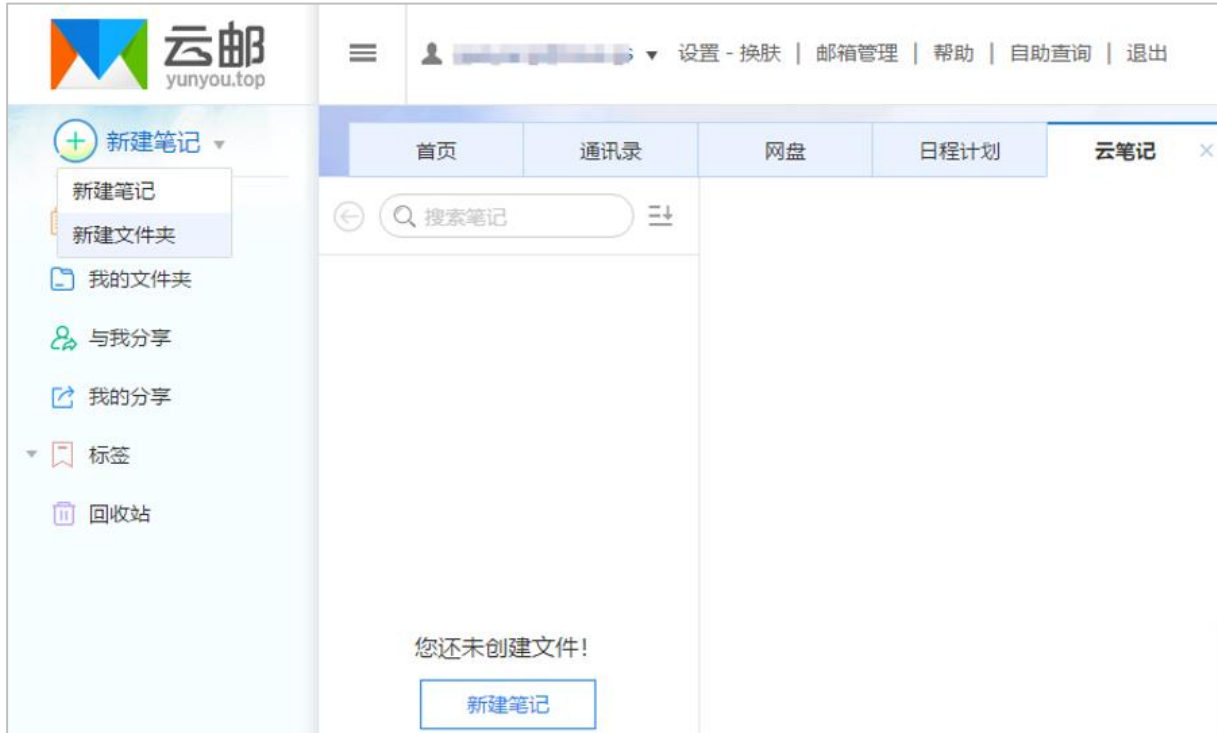 云邮
yunyou.top
设置 - 换肤 | 邮箱管理 | 帮助 | 自助查询 | 退出
新建笔记
新建笔记
新建文件夹
我的文件夹
与我分享
我的分享
标签
回收站
首页 通讯录 网盘 日程计划 云笔记
搜索笔记
您还未创建文件!
新建笔记